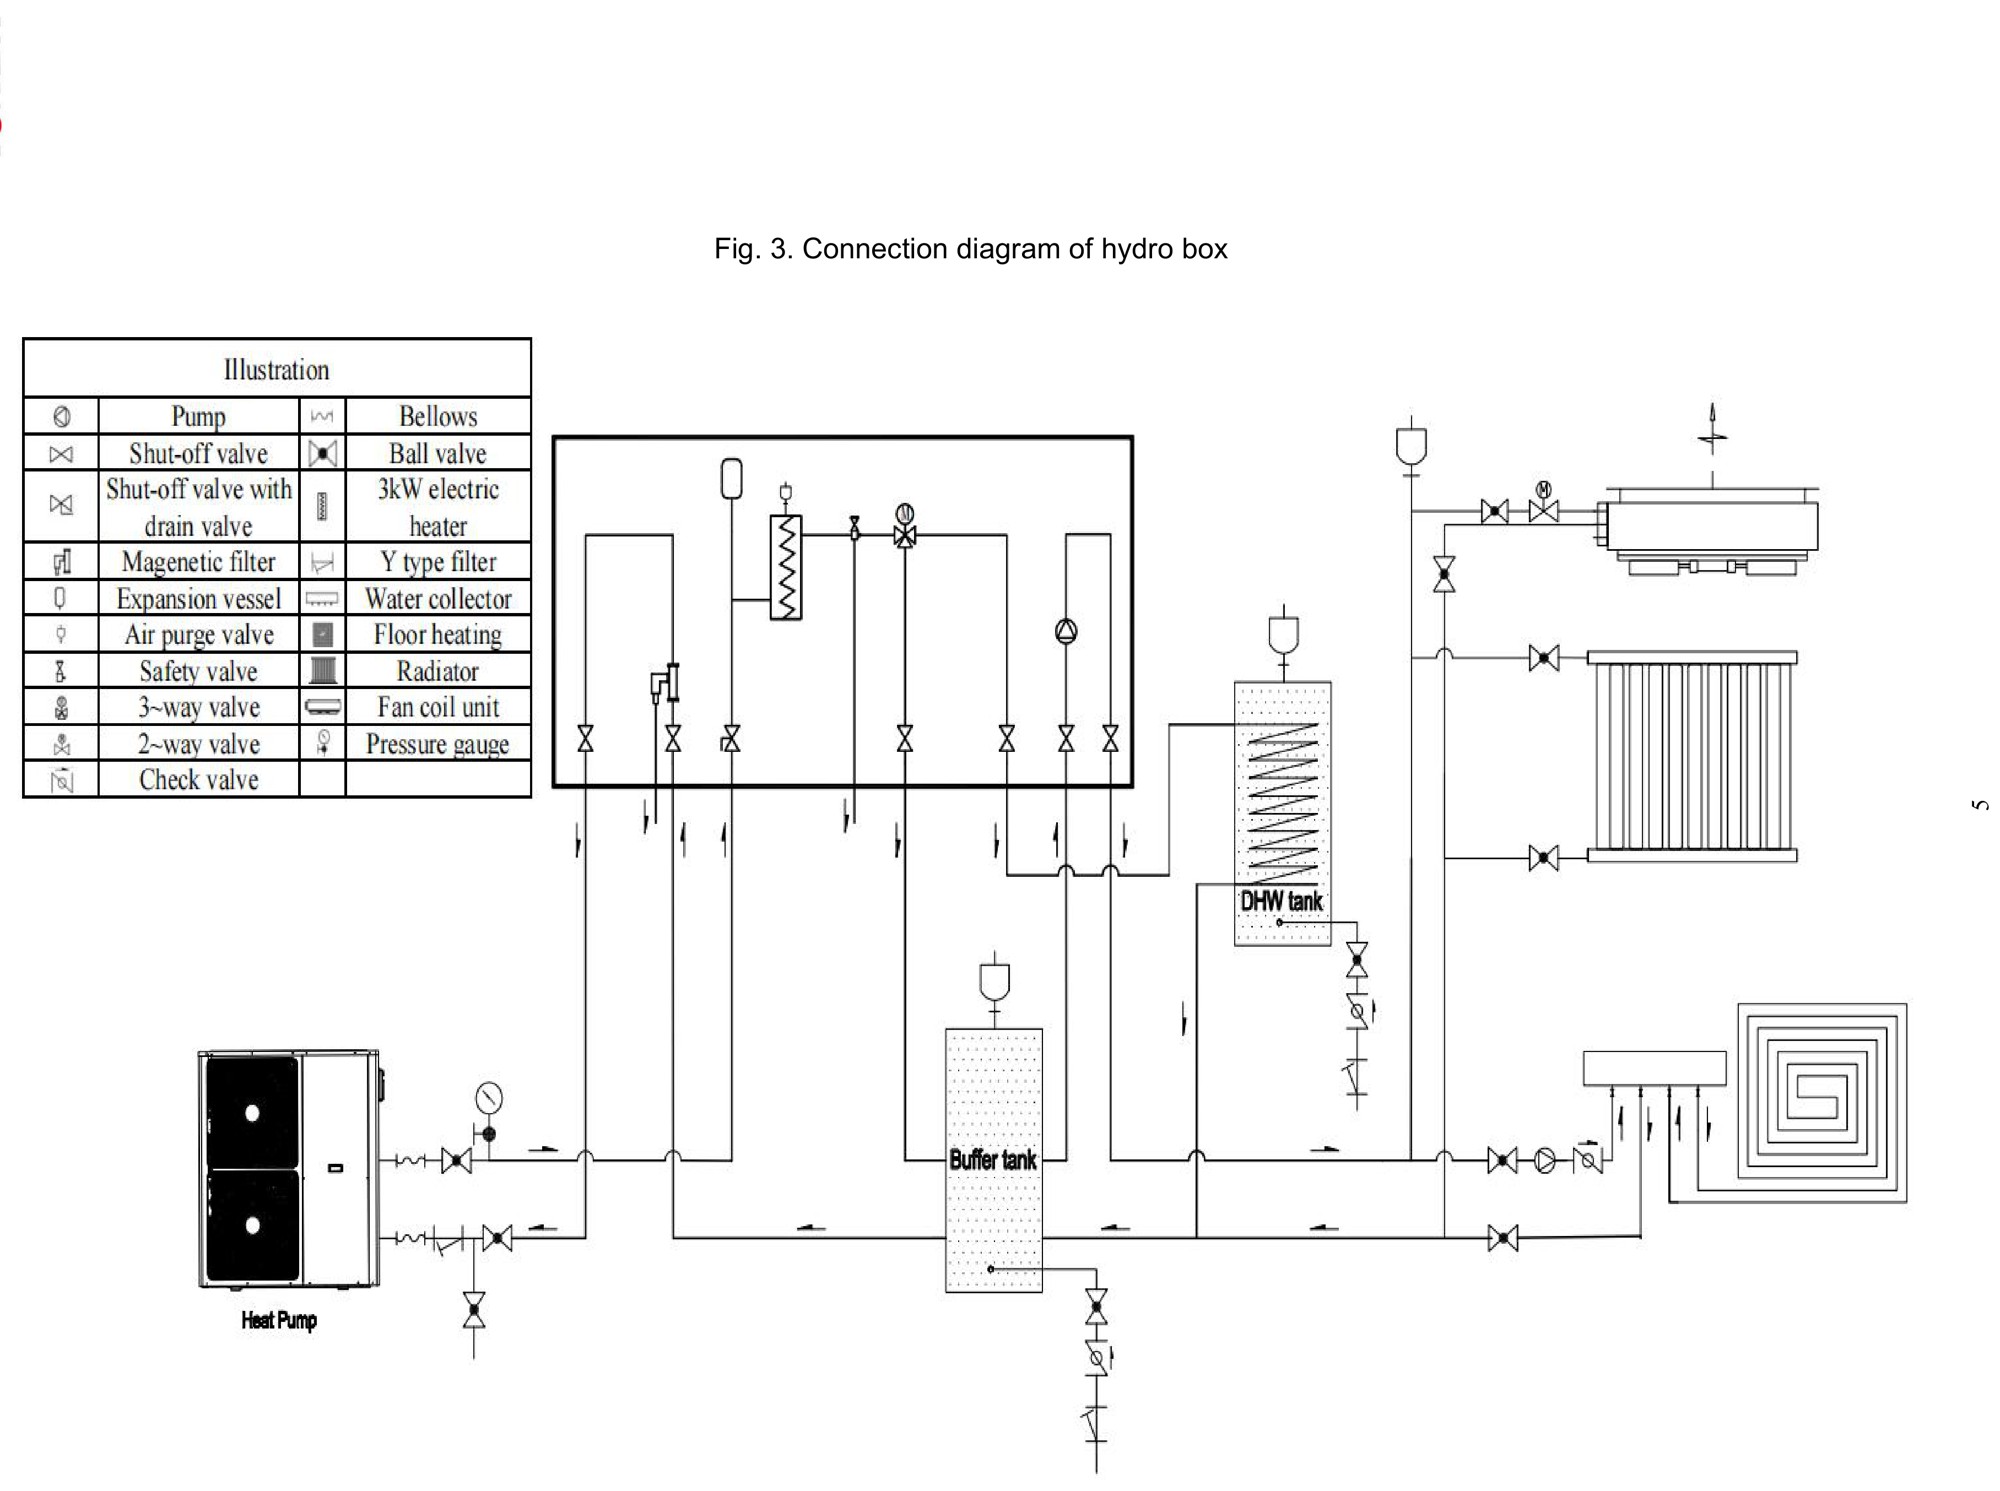 Fig. 3. Connection diagram of hydro box
Illustration
Pump Bellows
Shut-off valve Ball valve
Shut-off valve with drain valve 3kW electric heater
Magenetic filter Y type filter
Expansion vessel Water collector
Air purge valve Floor heating
Safety valve Radiator
3~way valve Fan coil unit
2~way valve Pressure gauge
Check valve
M
M
DHW tank
Buffer tank
Heat Pump
5